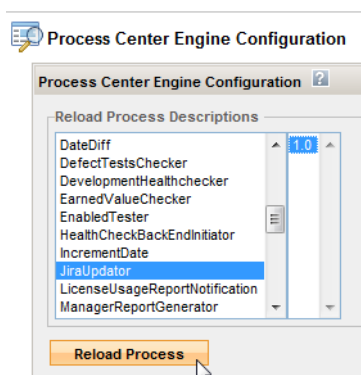 Process Center Engine Configuration
Process Center Engine Configuration ?
Reload Process Descriptions
DateDiff
1.0
DefectTestsChecker
DevelopmentHealthchecker
EarnedValueChecker
EnabledTester
HealthCheckBackEndInitiator
IncrementDate
JiraUpdator
LicenseUsageReportNotification
ManagerReportGenerator
Reload Process